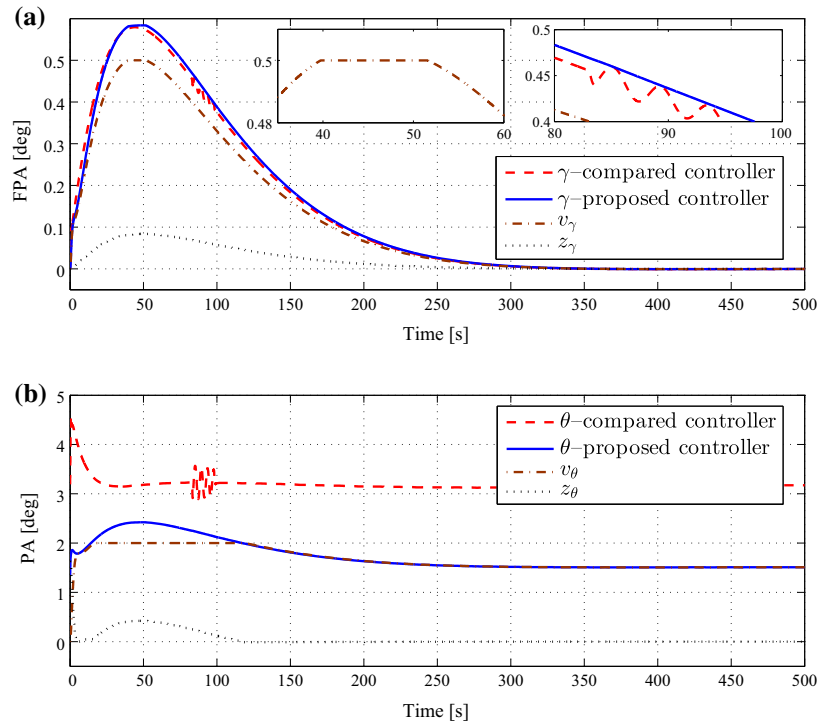 (a)
0.5
0.4
0.3
0.2
0.1
0
FPA [deg]
0 50 100 150 200 250 300 350 400 450 500
Time [s]
0.5
0.48
40 50 60
0.5
0.45
0.4
80 90 100
γ–compared controller
γ–proposed controller
vγ
zγ
(b)
5
4
3
2
1
0
PA [deg]
0 50 100 150 200 250 300 350 400 450 500
Time [s]
θ–compared controller
θ–proposed controller
vθ
zθ